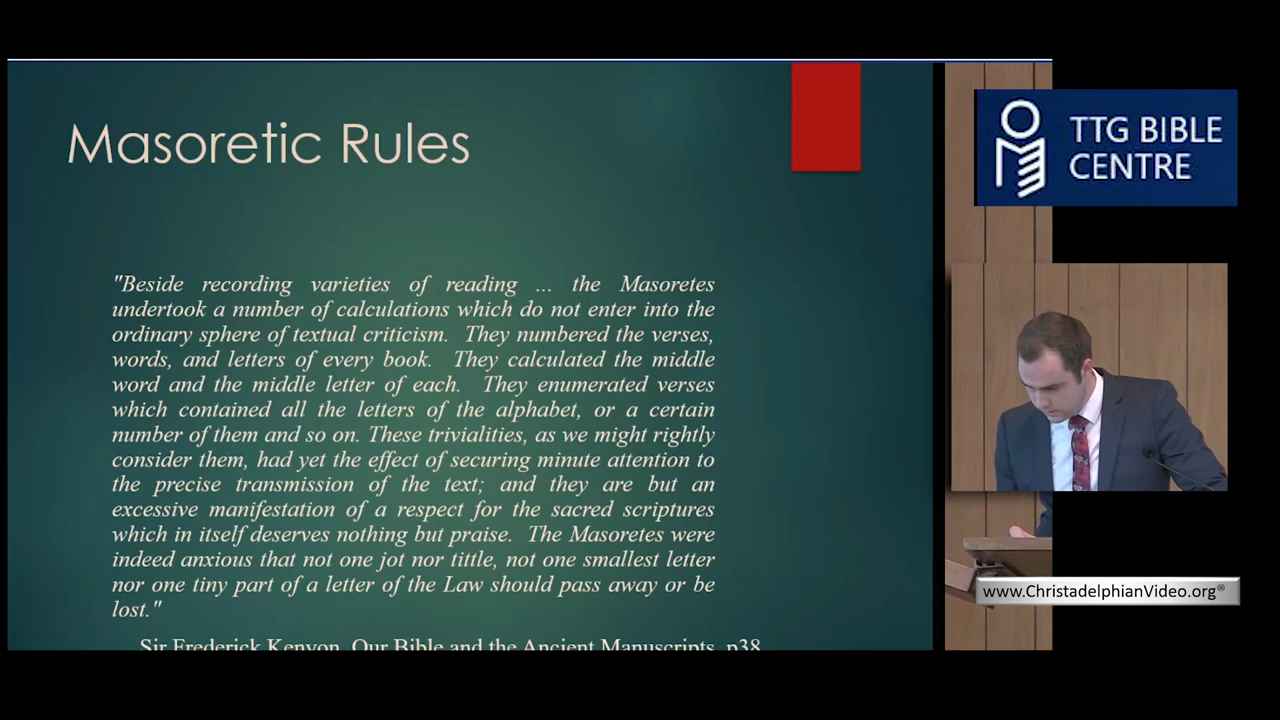 Masoretic Rules
"Beside recording varieties of reading ... the Masoretes
undertook a number of calculations which do not enter into the
ordinary sphere of textual criticism. They numbered the verses,
words, and letters of every book. They calculated the middle
word and the middle letter of each. They enumerated verses
which contained all the letters of the alphabet, or a certain
number of them and so on. These trivialities, as we might rightly
consider them, had yet the effect of securing minute attention to
the precise transmission of the text; and they are but an
excessive manifestation of a respect for the sacred scriptures
which in itself deserves nothing but praise. The Masoretes were
indeed anxious that not one jot nor tittle, not one smallest letter
nor one tiny part of a letter of the Law should pass away or be
lost."
Sir Frederick Kenyon, Our Bible and the Ancient Manuscripts, p38
TTG BIBLE
CENTRE
www.ChristadelphianVideo.org®